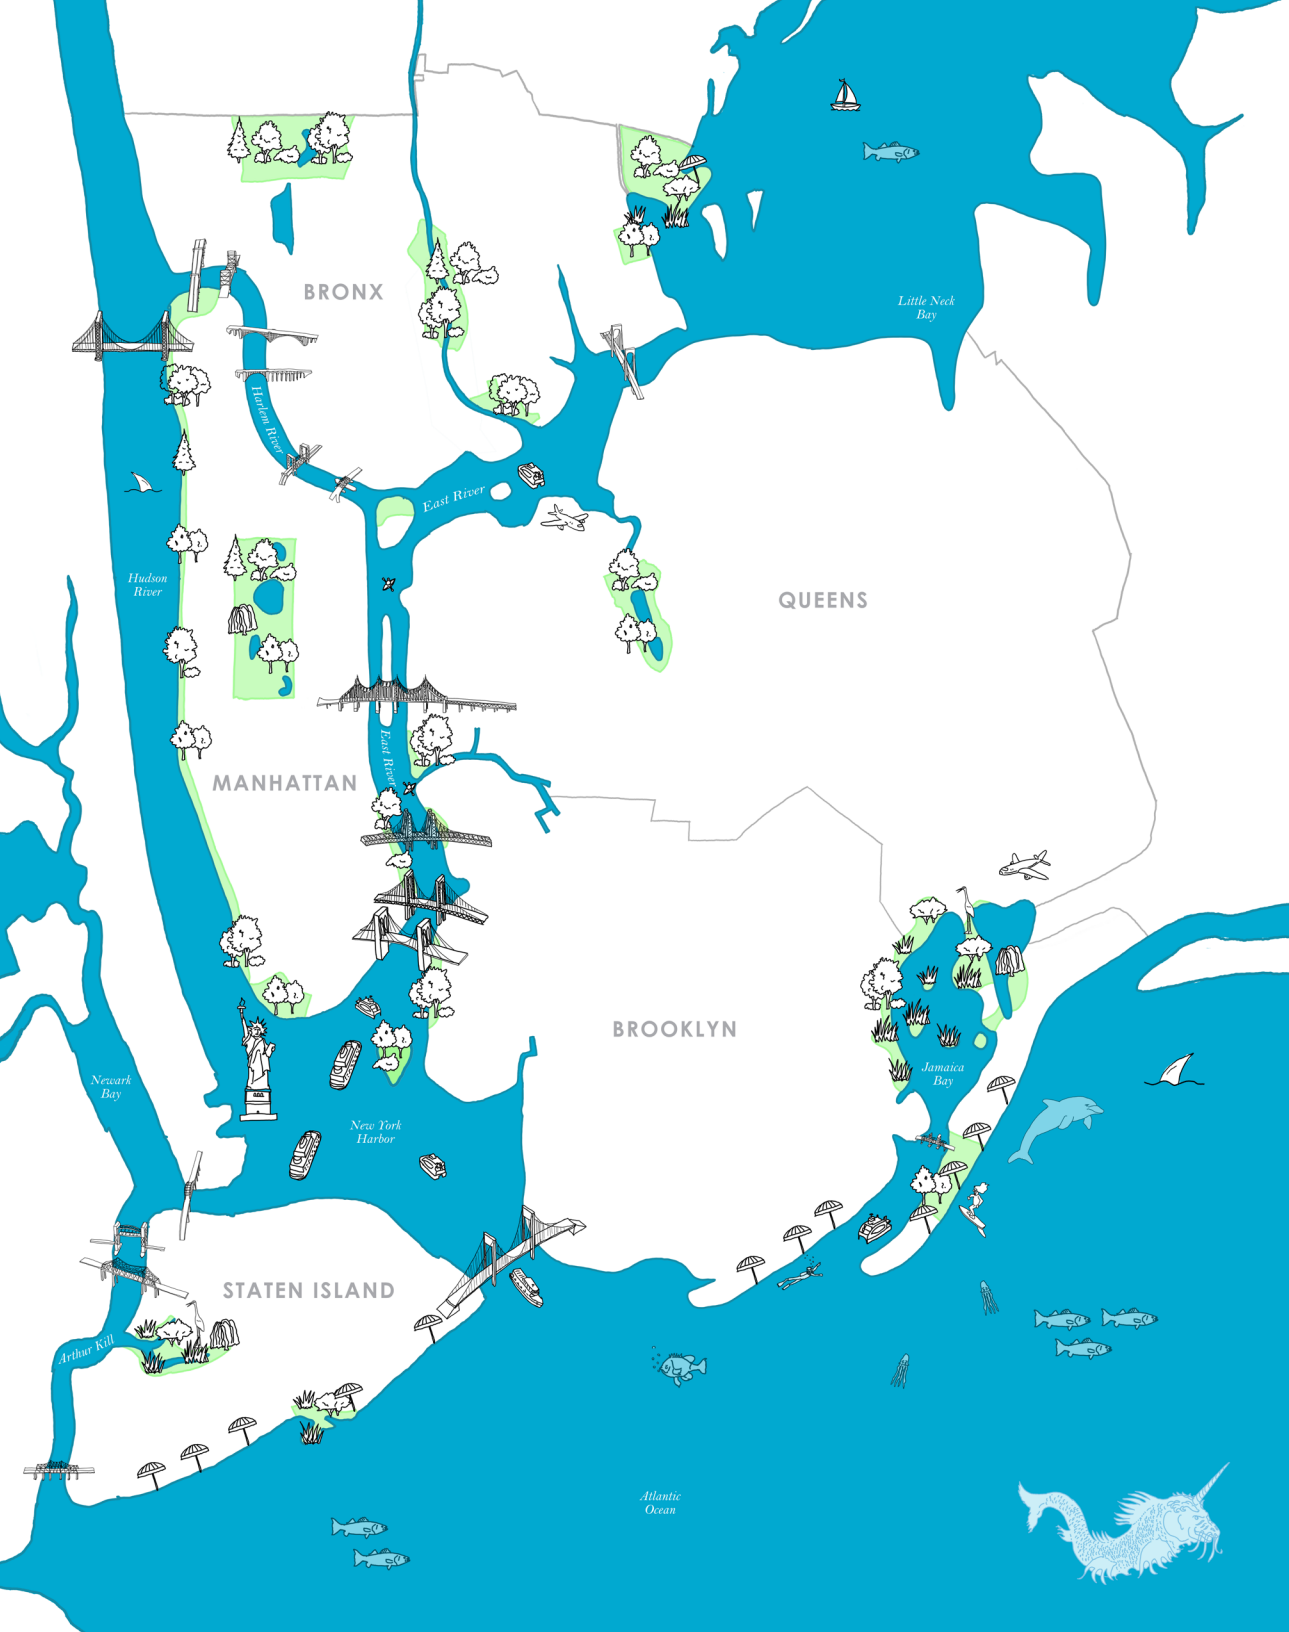 BRONX
Little Neck
Bay
Harlem River
East River
Hudson
River
QUEENS
East River
MANHATTAN
BROOKLYN
Jamaica
Bay
Newark
Bay
New York
Harbor
STATEN ISLAND
Arthur Kill
Atlantic
Ocean